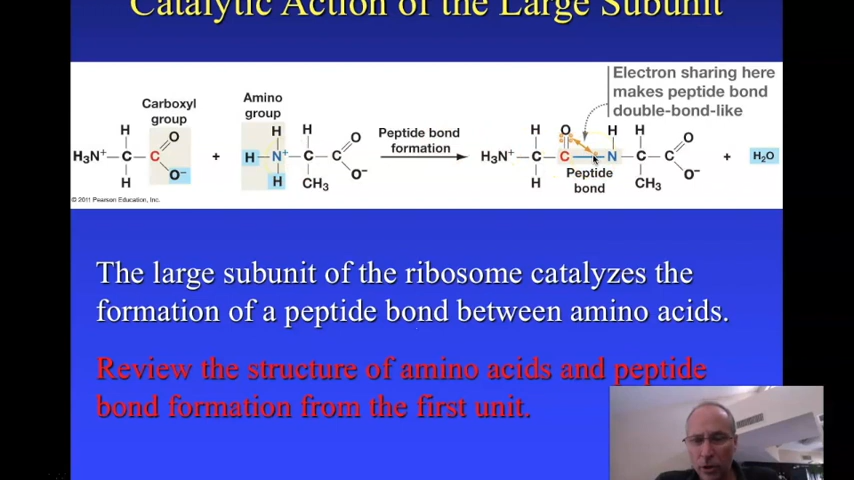 Catalytic Action of the Large Subunit
Electron sharing here
makes peptide bond
double-bond-like
Carboxyl
group
Amino
group
Peptide bond
formation
H O H H O H H H O H H O
H₃N⁺ C C + H N⁺ C C H₃N⁺ C C N C C + H₂O
H O⁻ H CH₃ O⁻ H CH₃ O⁻
Peptide
bond
© 2011 Pearson Education, Inc.
The large subunit of the ribosome catalyzes the
formation of a peptide bond between amino acids.
Review the structure of amino acids and peptide
bond formation from the first unit.